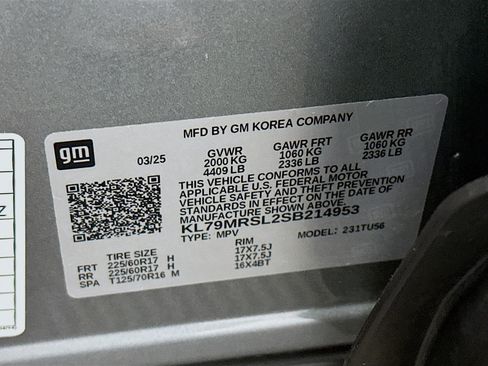 MFD BY GM KOREA COMPANY
gm
03/25 GVWR GAWR FRT GAWR RR
2000 KG 1060 KG 1060 KG
4409 LB 2336 LB 2336 LB
THIS VEHICLE CONFORMS TO ALL
APPLICABLE U.S. FEDERAL MOTOR
VEHICLE SAFETY AND THEFT PREVENTION
STANDARDS IN EFFECT ON THE DATE OF
MANUFACTURE SHOWN ABOVE.
KL79MRSL2SB214953
TYPE: MPV MODEL: 231TU56
TIRE SIZE RIM
FRT 225/60R17 H 17X7.5J
RR 225/60R17 H 17X7.5J
SPA T125/70R16 M 16X4BT